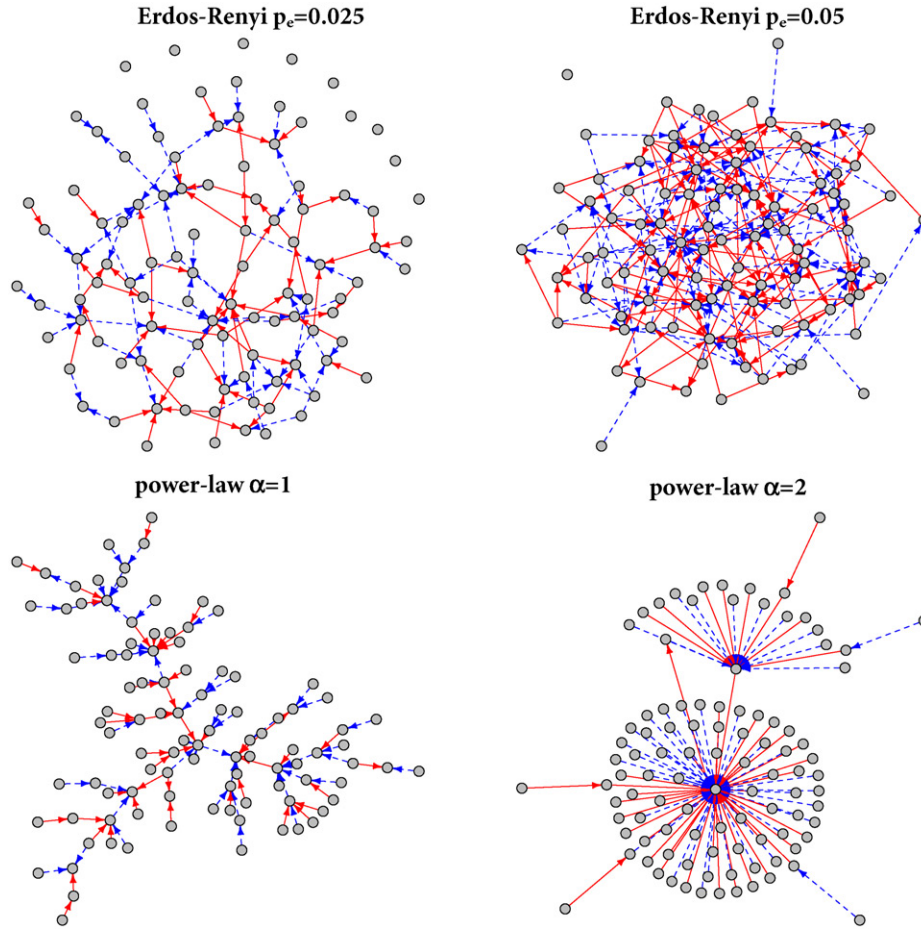 Erdos-Renyi pₑ=0.025
Erdos-Renyi pₑ=0.05
power-law α=1
power-law α=2